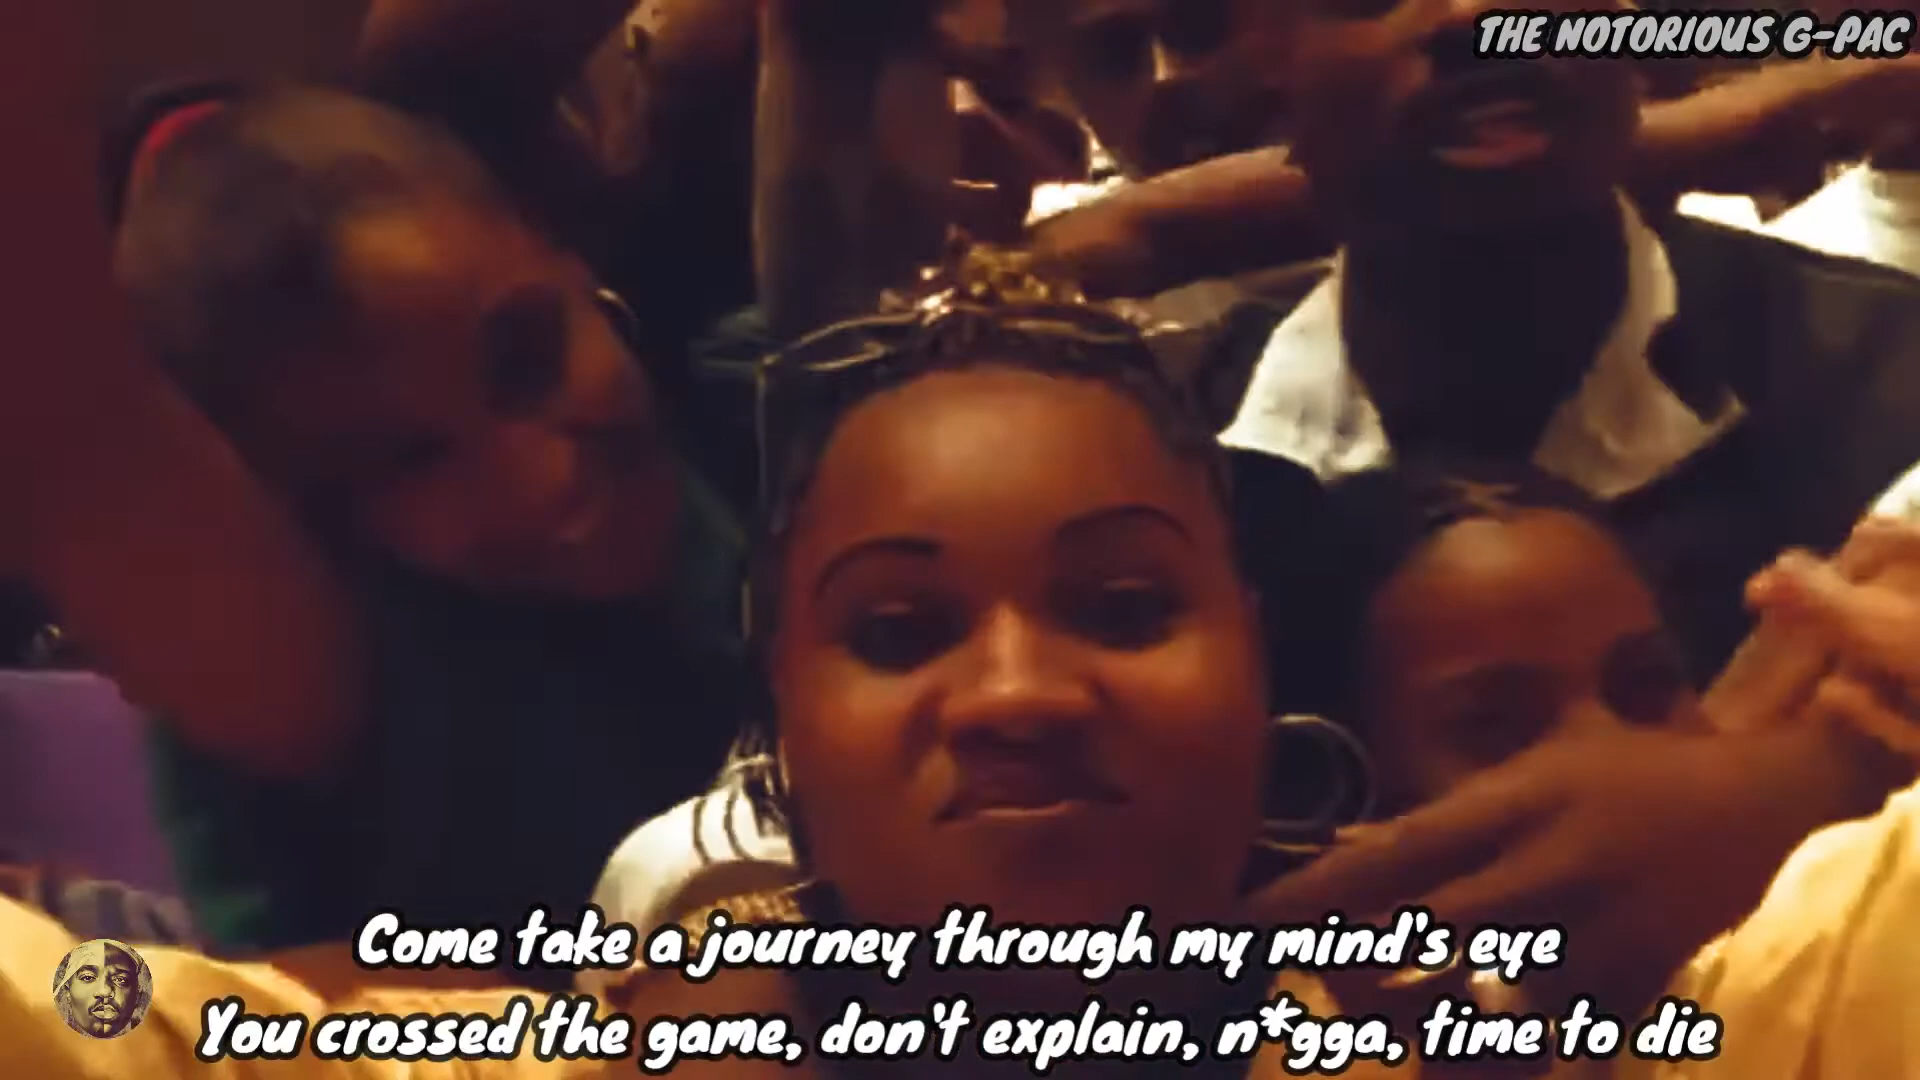 THE NOTORIOUS G-PAC
Come take a journey through my mind's eye
You crossed the game, don't explain, n*gga, time to die